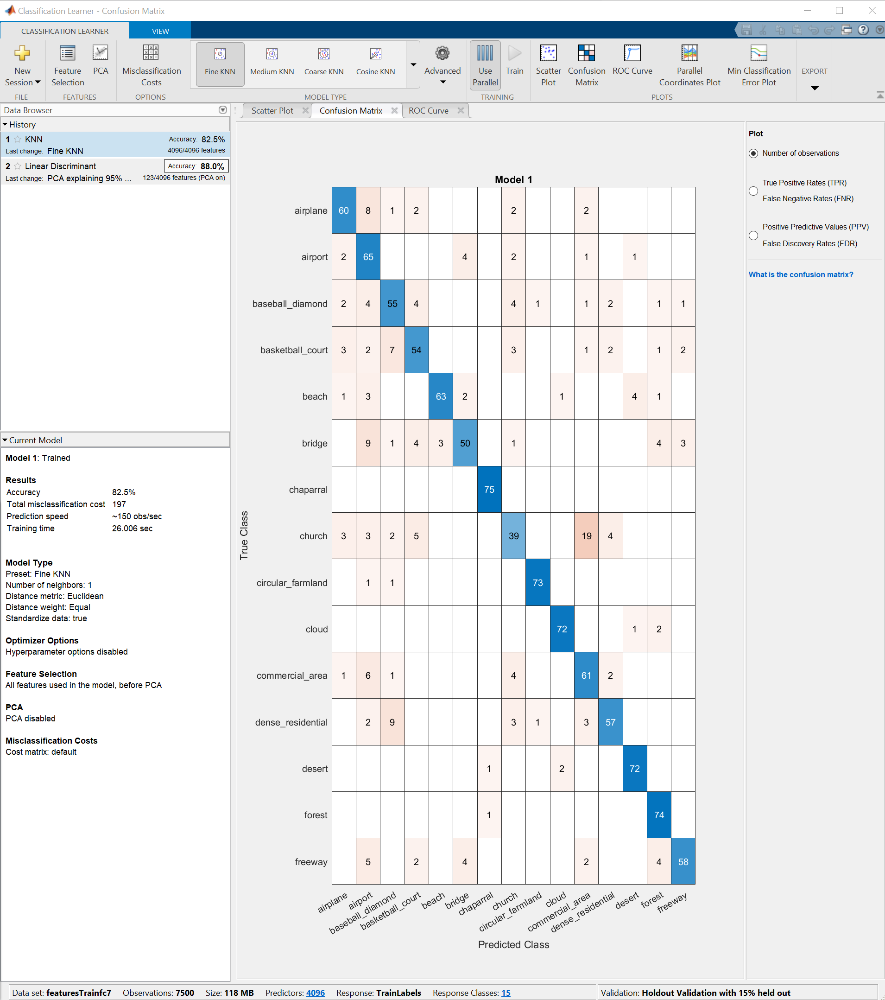 Classification Learner - Confusion Matrix
CLASSIFICATION LEARNER VIEW
New Session
Feature Selection
PCA
Misclassification Costs
Fine KNN
Medium KNN
Coarse KNN
Cosine KNN
Advanced
Use Parallel
Train
Scatter Plot
Confusion Matrix
ROC Curve
Parallel Coordinates Plot
Min Classification Error Plot
EXPORT
FILE FEATURES OPTIONS MODEL TYPE TRAINING PLOTS
Data Browser
History
1 KNN Accuracy: 82.5%
Last change: Fine KNN 4096/4096 features
2 Linear Discriminant Accuracy: 88.0%
Last change: PCA explaining 95% ... 123/4096 features (PCA on)
Current Model
Model 1: Trained
Results
Accuracy 82.5%
Total misclassification cost 197
Prediction speed ~150 obs/sec
Training time 26.006 sec
Model Type
Preset: Fine KNN
Number of neighbors: 1
Distance metric: Euclidean
Distance weight: Equal
Standardize data: true
Optimizer Options
Hyperparameter options disabled
Feature Selection
All features used in the model, before PCA
PCA
PCA disabled
Misclassification Costs
Cost matrix: default
Scatter Plot Confusion Matrix ROC Curve
Model 1
True Class
airplane 60 8 1 2 2 2
airport 2 65 4 2 1 1
baseball_diamond 2 4 55 4 4 1 1 2 1 1
basketball_court 3 2 7 54 3 1 2 1 2
beach 1 3 63 2 1 4 1
bridge 9 1 4 3 50 1 4 3
chaparral 75
church 3 3 2 5 39 19 4
circular_farmland 1 1 73
cloud 72 1 2
commercial_area 1 6 1 4 61 2
dense_residential 2 9 3 1 3 57
desert 1 2 72
forest 1 74
freeway 5 2 4 2 4 58
airplane airport baseball_diamond basketball_court beach bridge chaparral church circular_farmland cloud commercial_area dense_residential desert forest freeway
Predicted Class
Plot
Number of observations
True Positive Rates (TPR)
False Negative Rates (FNR)
Positive Predictive Values (PPV)
False Discovery Rates (FDR)
What is the confusion matrix?
Data set: featuresTrainfc7 Observations: 7500 Size: 118 MB Predictors: 4096 Response: TrainLabels Response Classes: 15 Validation: Holdout Validation with 15% held out